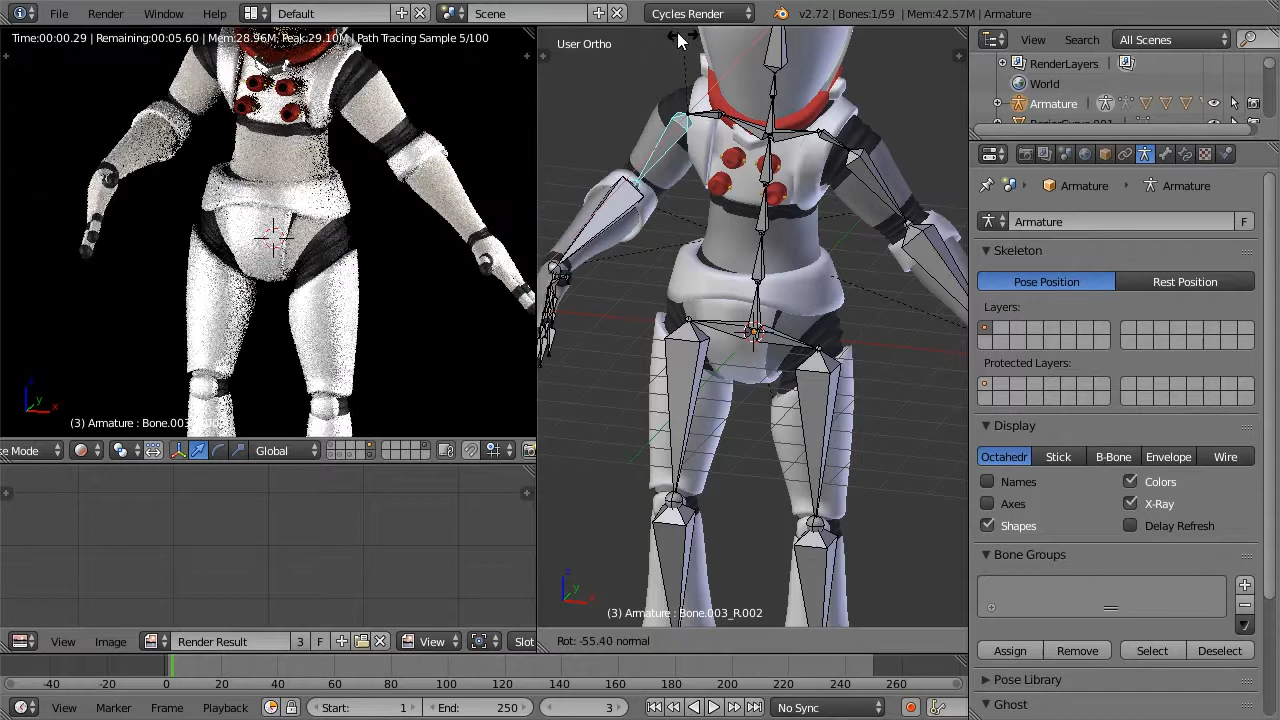 File Render Window Help Default Scene Cycles Render v2.72 | Bones:1/59 | Mem:42.57M | Armature
Time:00:00.29 | Remaining:00:05.60 | Mem:28.96M, Peak:29.10M | Path Tracing Sample 5/100
User Ortho
View Search All Scenes
RenderLayers
World
Armature
Armature Armature
Armature F
Skeleton
Pose Position Rest Position
Layers:
Protected Layers:
Display
Octahedr Stick B-Bone Envelope Wire
Names Colors
Axes X-Ray
Shapes Delay Refresh
Bone Groups
Assign Remove Select Deselect
Pose Library
Ghost
z
y
x
(3) Armature : Bone.00
e Mode Global
z
y
x
(3) Armature : Bone.003_R.002
View Image Render Result 3 F View Slot
Rot: -55.40 normal
-40 -20 0 20 40 60 80 100 120 140 160 180 200 220 240 260
View Marker Frame Playback Start: 1 End: 250 3 No Sync